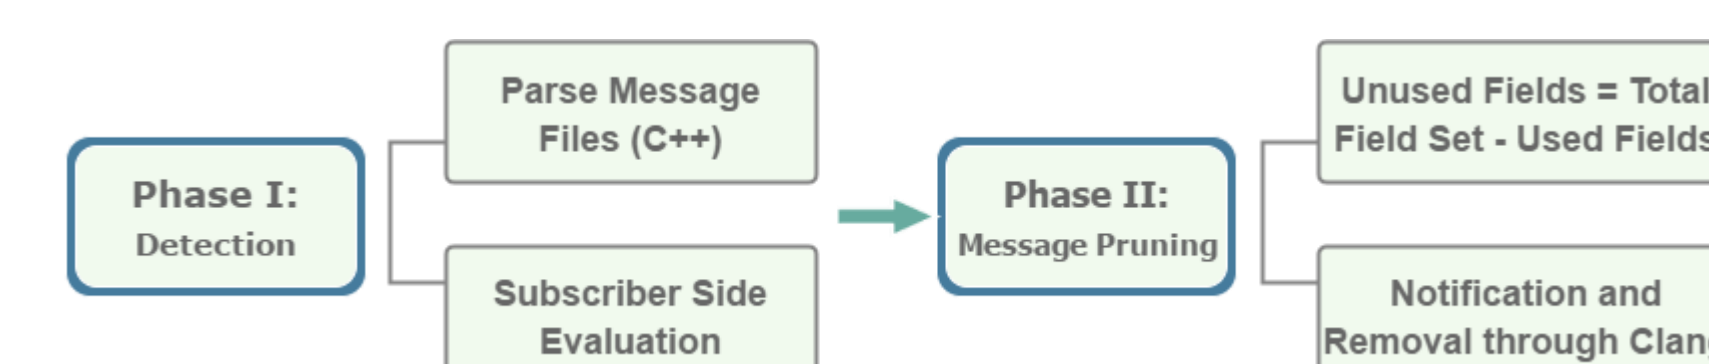 Phase I:
Detection
Parse Message
Files (C++)
Subscriber Side
Evaluation
Phase II:
Message Pruning
Unused Fields = Total
Field Set - Used Fields
Notification and
Removal through Clang